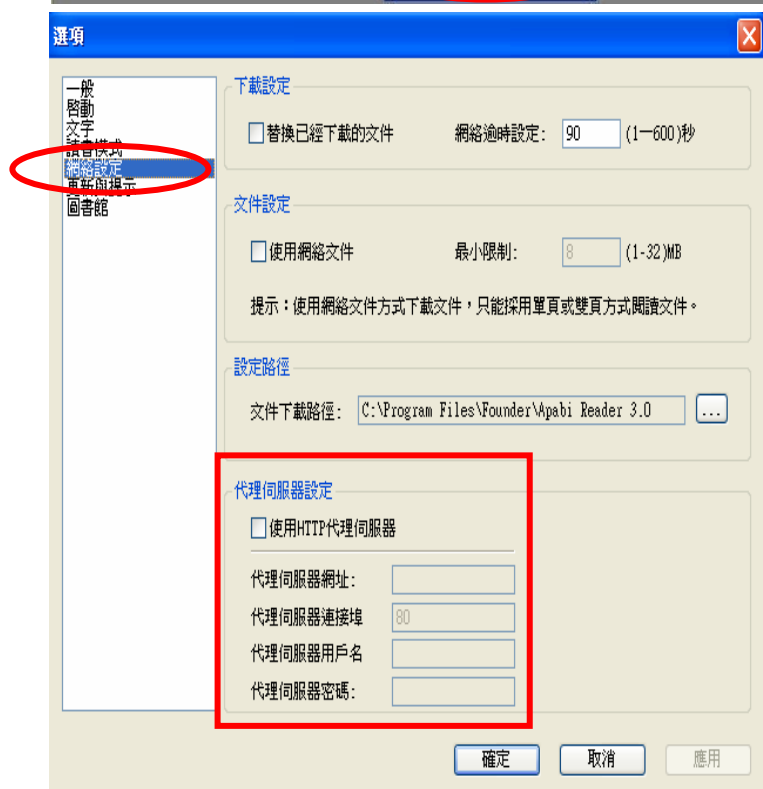 選項
一般
啓動
文字
讀書模式
網絡設定
更新與提示
圖書館
下載設定
替換已經下載的文件 網絡逾時設定: 90 (1—600)秒
文件設定
使用網絡文件 最小限制: 8 (1-32)MB
提示：使用網絡文件方式下載文件，只能採用單頁或雙頁方式閱讀文件。
設定路徑
文件下載路徑: C:\Program Files\Founder\Apabi Reader 3.0 ...
代理伺服器設定
使用HTTP代理伺服器
代理伺服器網址:
代理伺服器連接埠 80
代理伺服器用戶名
代理伺服器密碼:
確定 取消 應用